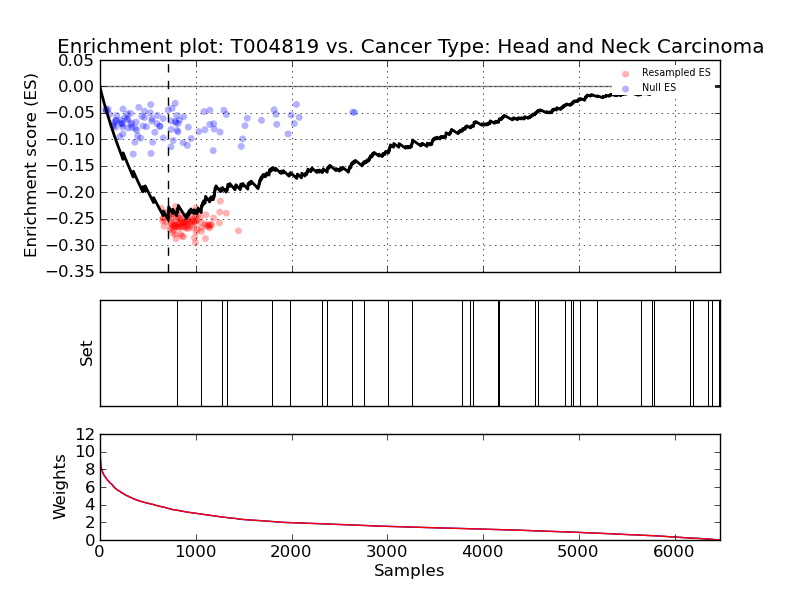 Enrichment plot: T004819 vs. Cancer Type: Head and Neck Carcinoma
Enrichment score (ES)
0.05
0.00
−0.05
−0.10
−0.15
−0.20
−0.25
−0.30
−0.35
Resampled ES
Null ES
Set
Weights
12
10
8
6
4
2
0
0 1000 2000 3000 4000 5000 6000
Samples